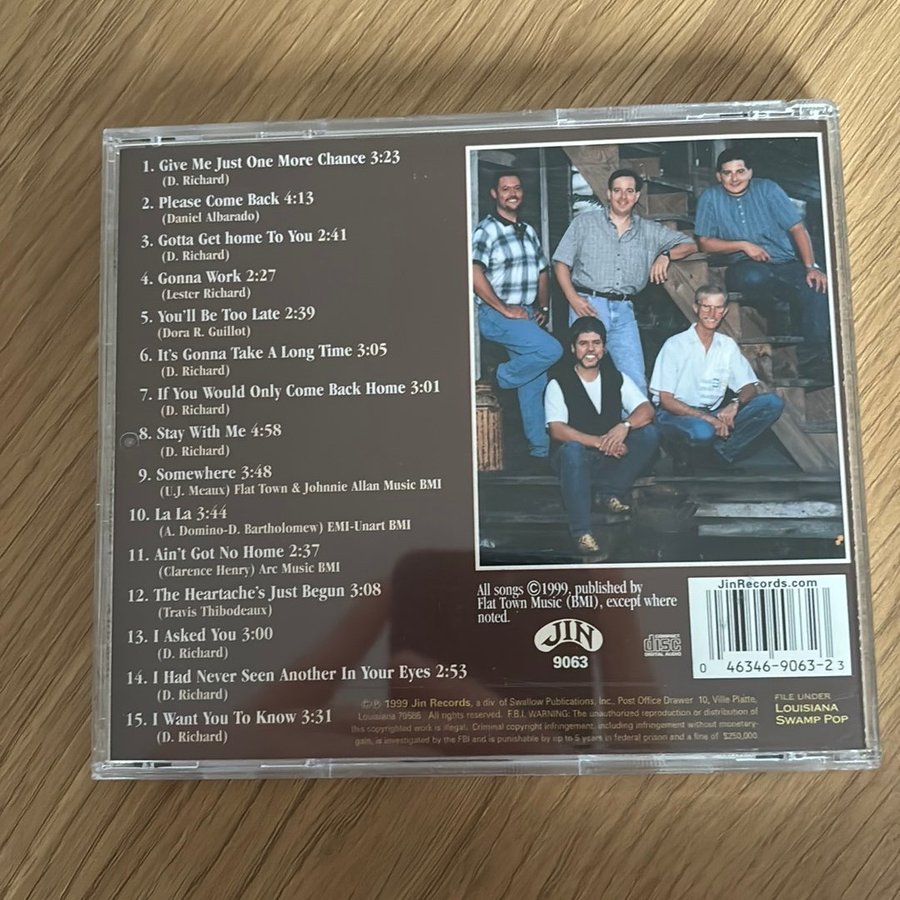 1. Give Me Just One More Chance 3:23
(D. Richard)
2. Please Come Back 4:13
(Daniel Albarado)
3. Gotta Get home To You 2:41
(D. Richard)
4. Gonna Work 2:27
(Lester Richard)
5. You'll Be Too Late 2:39
(Dora R. Guillot)
6. It's Gonna Take A Long Time 3:05
(D. Richard)
7. If You Would Only Come Back Home 3:01
(D. Richard)
8. Stay With Me 4:58
(D. Richard)
9. Somewhere 3:48
(U.J. Meaux) Flat Town & Johnnie Allan Music BMI
10. La La 3:44
(A. Domino-D. Bartholomew) EMI-Unart BMI
11. Ain't Got No Home 2:37
(Clarence Henry) Arc Music BMI
12. The Heartache's Just Begun 3:08
(Travis Thibodeaux)
13. I Asked You 3:00
(D. Richard)
14. I Had Never Seen Another In Your Eyes 2:53
(D. Richard)
15. I Want You To Know 3:31
(D. Richard)
All songs ©1999, published by
Flat Town Music (BMI), except where
noted.
JIN
9063
COMPACT
disc
DIGITAL AUDIO
JinRecords.com
0 46346-9063-2 3
©℗ 1999 Jin Records, a div. of Swallow Publications, Inc., Post Office Drawer 10, Ville Platte,
Louisiana 70586 All rights reserved. F.B.I. WARNING: The unauthorized reproduction or distribution of
this copyrighted work is illegal. Criminal copyright infringement, including infringement without monetary-
gain, is investigated by the FBI and is punishable by up to 5 years in federal prison and a fine of $250,000
FILE UNDER
LOUISIANA
SWAMP POP